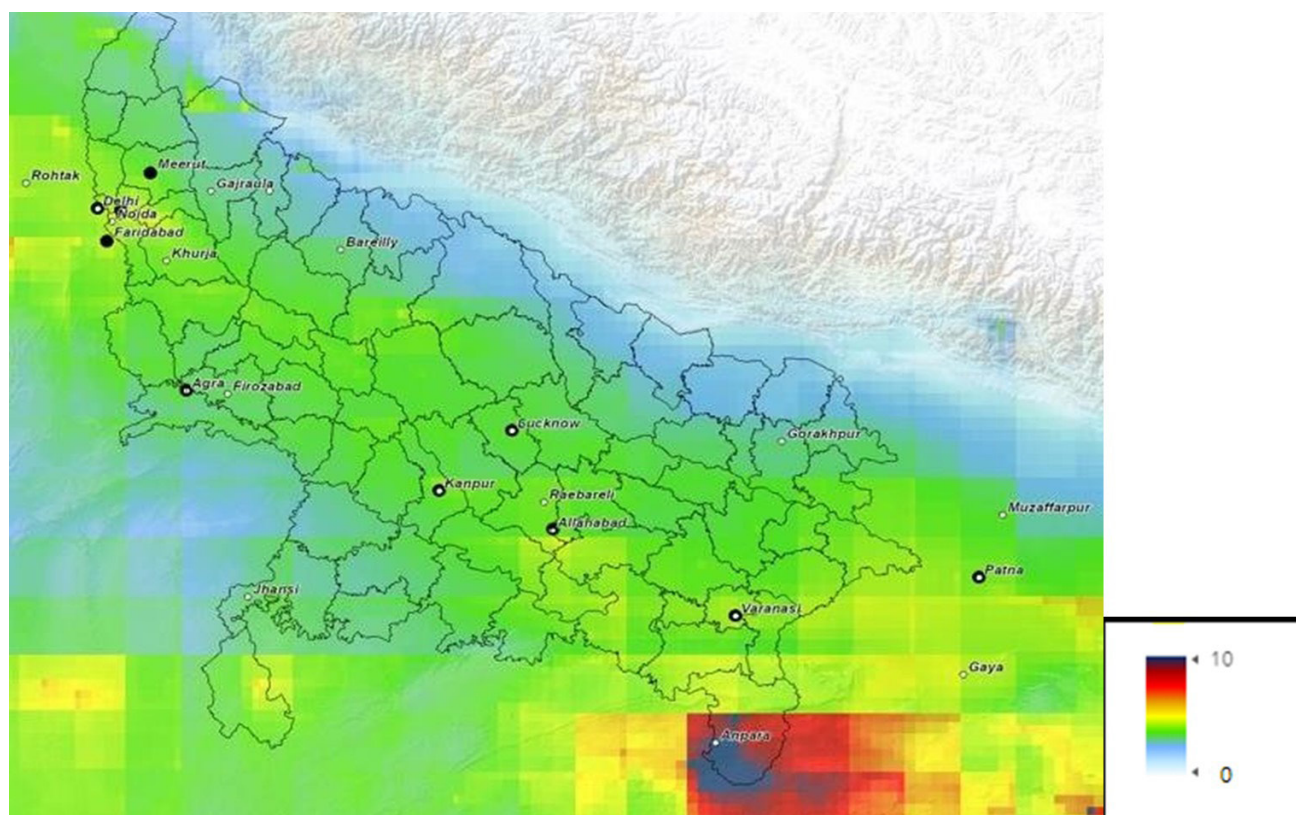 Meerut
Rohtak
Gajraula
Delhi
Noida
Faridabad
Khurja
Bareilly
Agra
Firozabad
Gucknow
Gorakhpur
Kanpur
Raebareli
Allahabad
Muzaffarpur
Patna
Jhansi
Varanasi
Gaya
10
Anpara
0